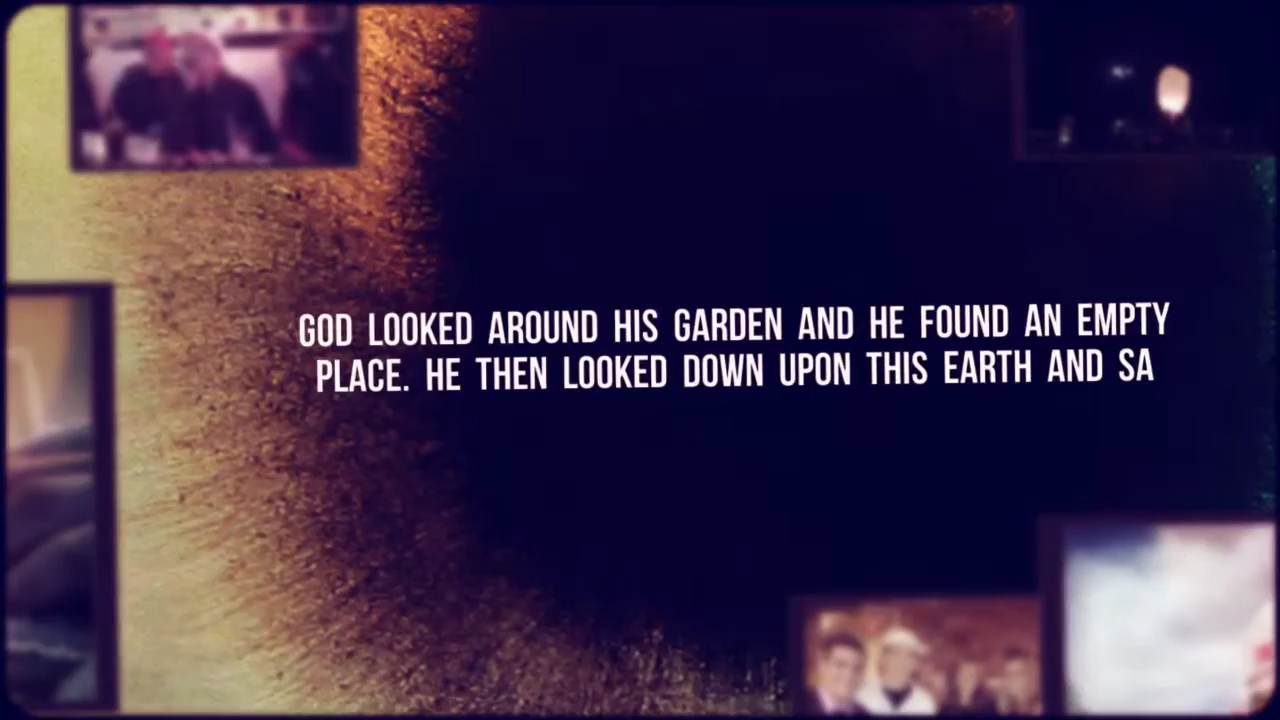 GOD LOOKED AROUND HIS GARDEN AND HE FOUND AN EMPTY
PLACE. HE THEN LOOKED DOWN UPON THIS EARTH AND SA